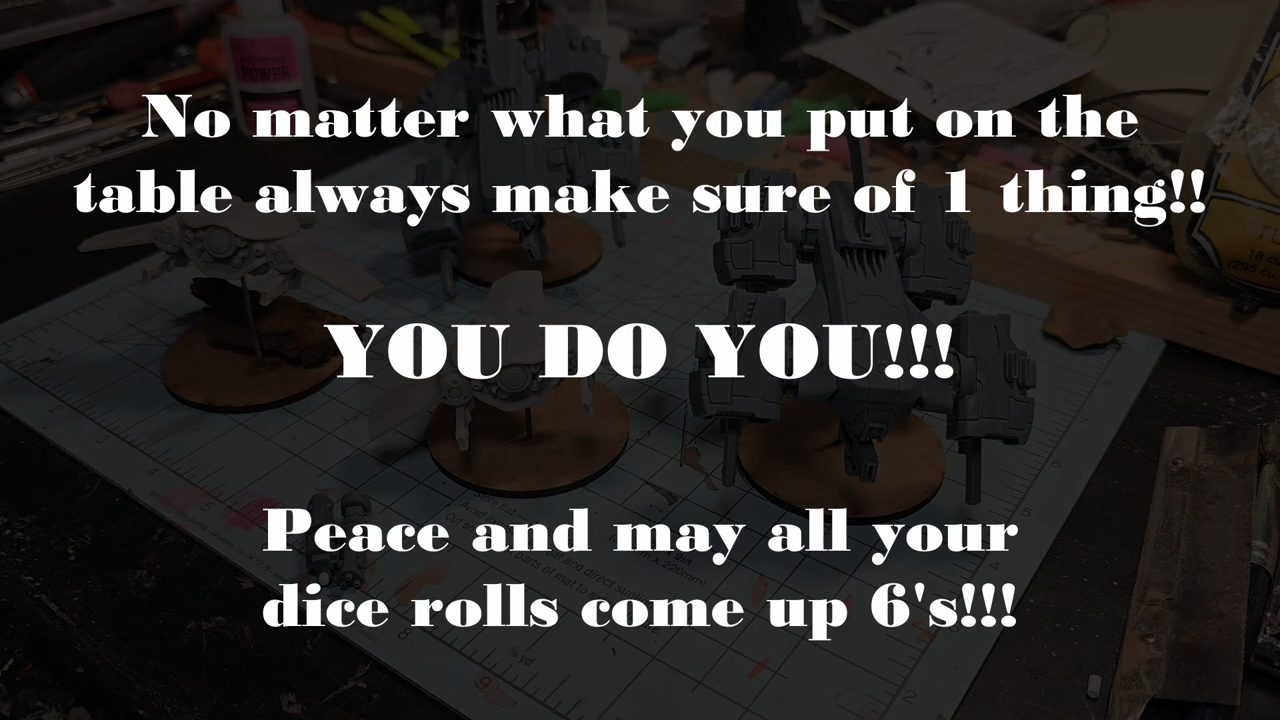 No matter what you put on the
table always make sure of 1 thing!!
YOU DO YOU!!!
Peace and may all your
dice rolls come up 6's!!!
POWER